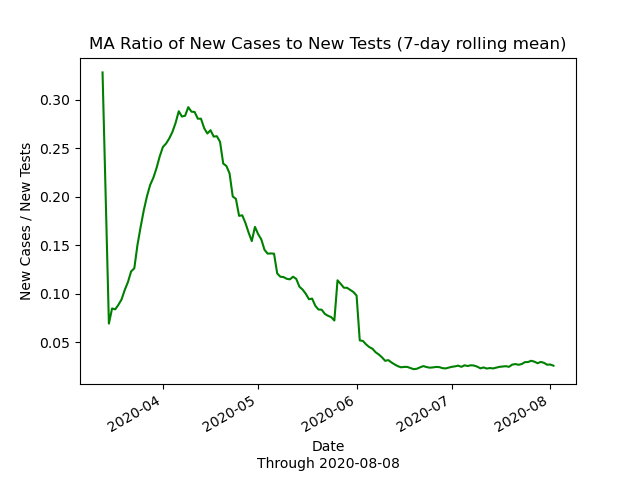 MA Ratio of New Cases to New Tests (7-day rolling mean)
New Cases / New Tests
0.30
0.25
0.20
0.15
0.10
0.05
2020-04
2020-05
2020-06
2020-07
2020-08
Date
Through 2020-08-08